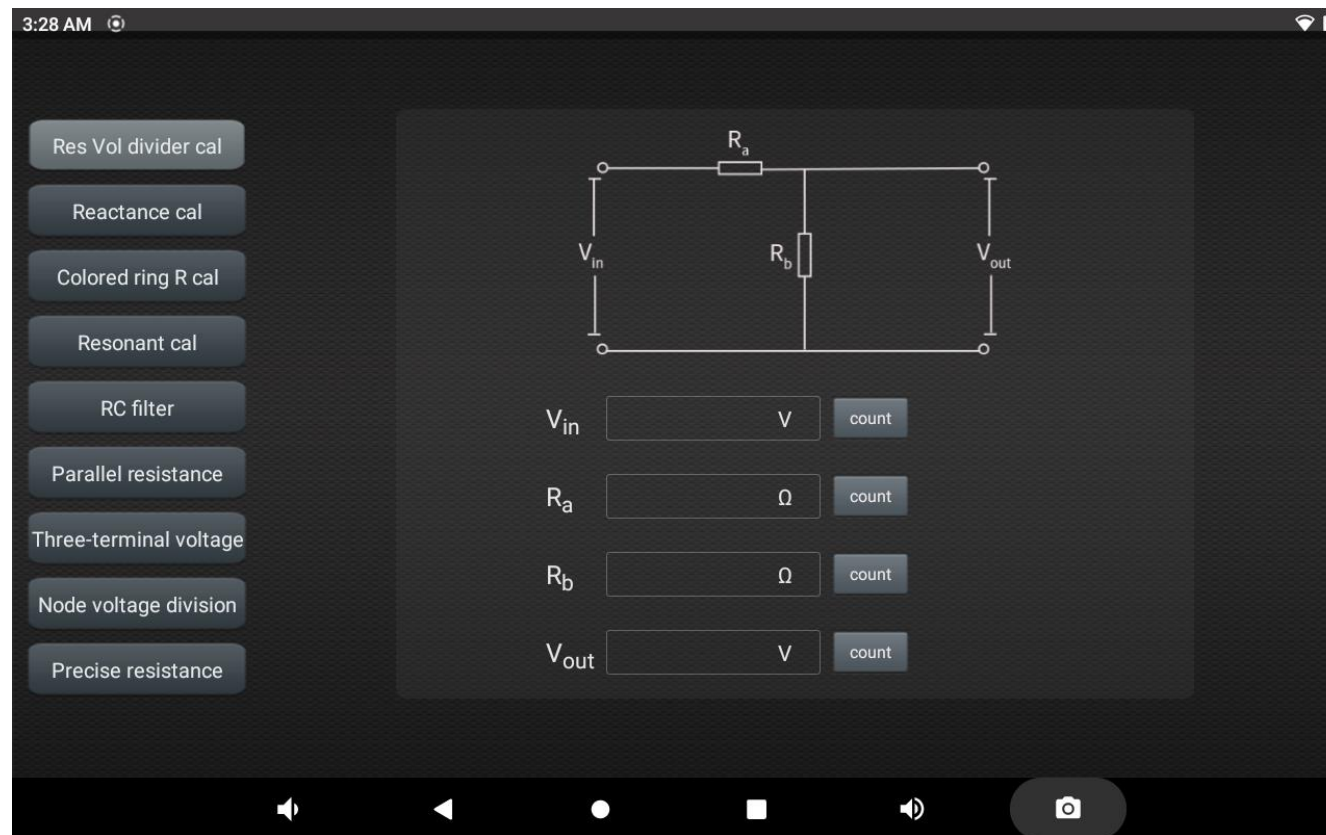 3:28 AM
Res Vol divider cal
Reactance cal
Colored ring R cal
Resonant cal
RC filter
Parallel resistance
Three-terminal voltage
Node voltage division
Precise resistance
Ra
Vin
Rb
Vout
Vin V count
Ra Ω count
Rb Ω count
Vout V count